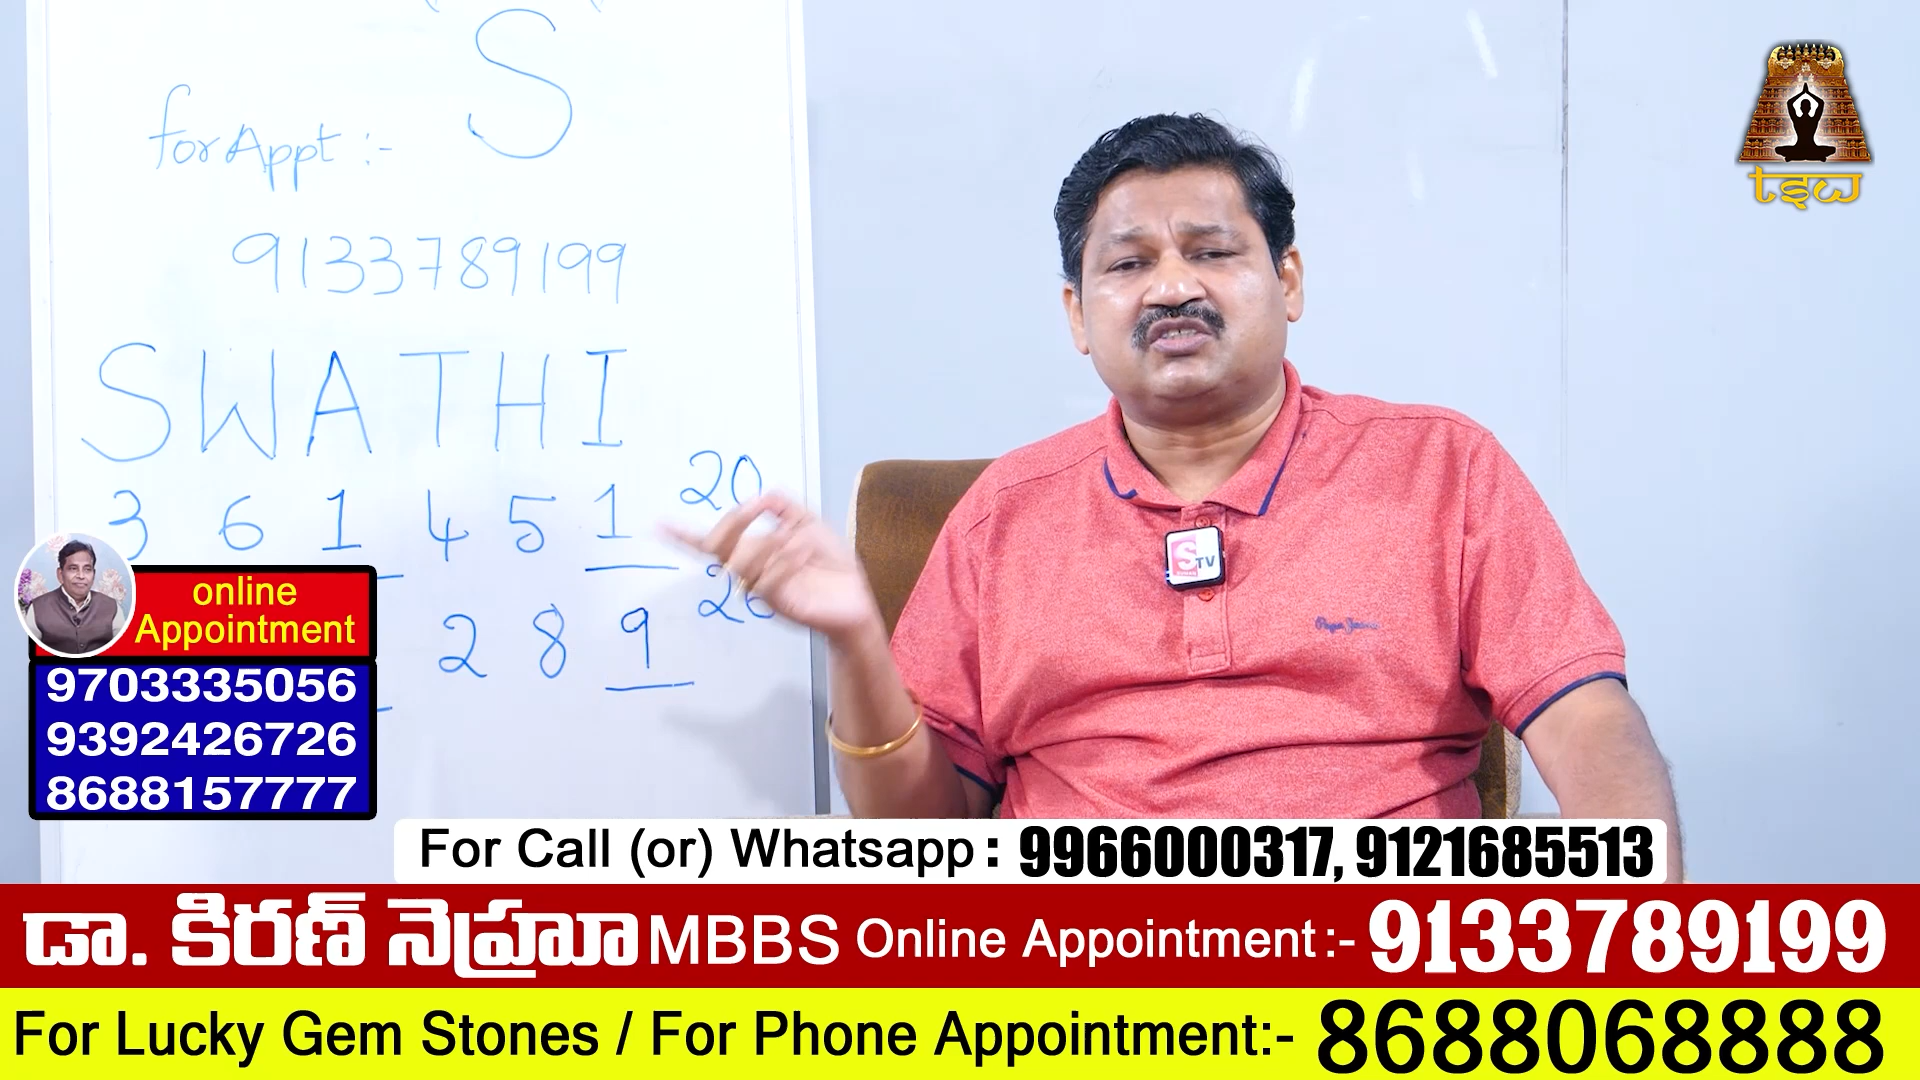 S
for Appt :-
9133789199
SWATHI
3 6 1 4 5 1 20
2 8 9 26
tsw
S TV
online
Appointment
9703335056
9392426726
8688157777
For Call (or) Whatsapp : 9966000317, 9121685513
డా. కిరణ్ నెహ్రూ MBBS Online Appointment :- 9133789199
For Lucky Gem Stones / For Phone Appointment:- 8688068888